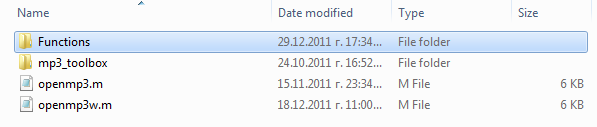 Name Date modified Type Size
Functions 29.12.2011 г. 17:34... File folder
mp3_toolbox 24.10.2011 г. 16:52... File folder
openmp3.m 15.11.2011 г. 23:34... M File 6 KB
openmp3w.m 18.12.2011 г. 11:00... M File 6 KB